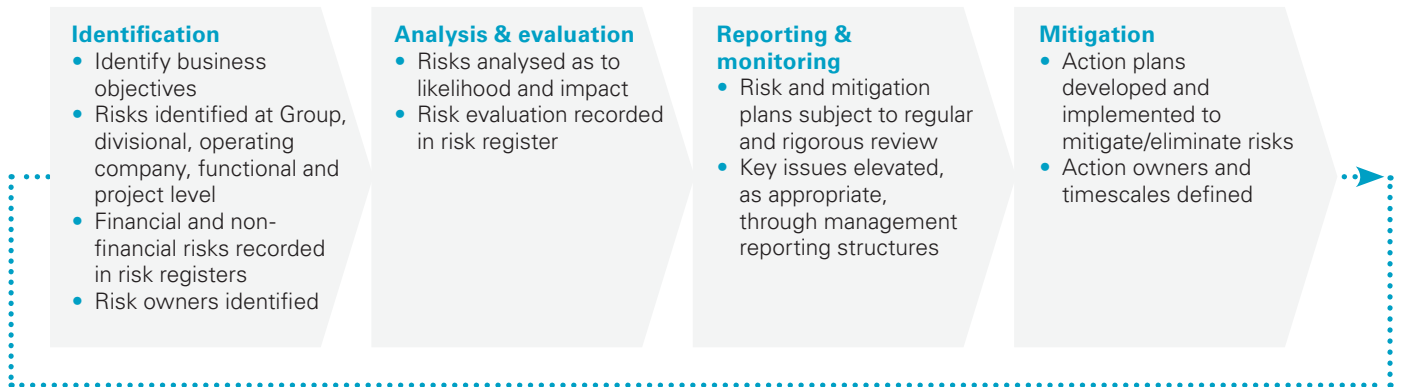 Identification
• Identify business
objectives
• Risks identified at Group,
divisional, operating
company, functional and
project level
• Financial and non-
financial risks recorded
in risk registers
• Risk owners identified
Analysis & evaluation
• Risks analysed as to
likelihood and impact
• Risk evaluation recorded
in risk register
Reporting &
monitoring
• Risk and mitigation
plans subject to regular
and rigorous review
• Key issues elevated,
as appropriate,
through management
reporting structures
Mitigation
• Action plans
developed and
implemented to
mitigate/eliminate risks
• Action owners and
timescales defined